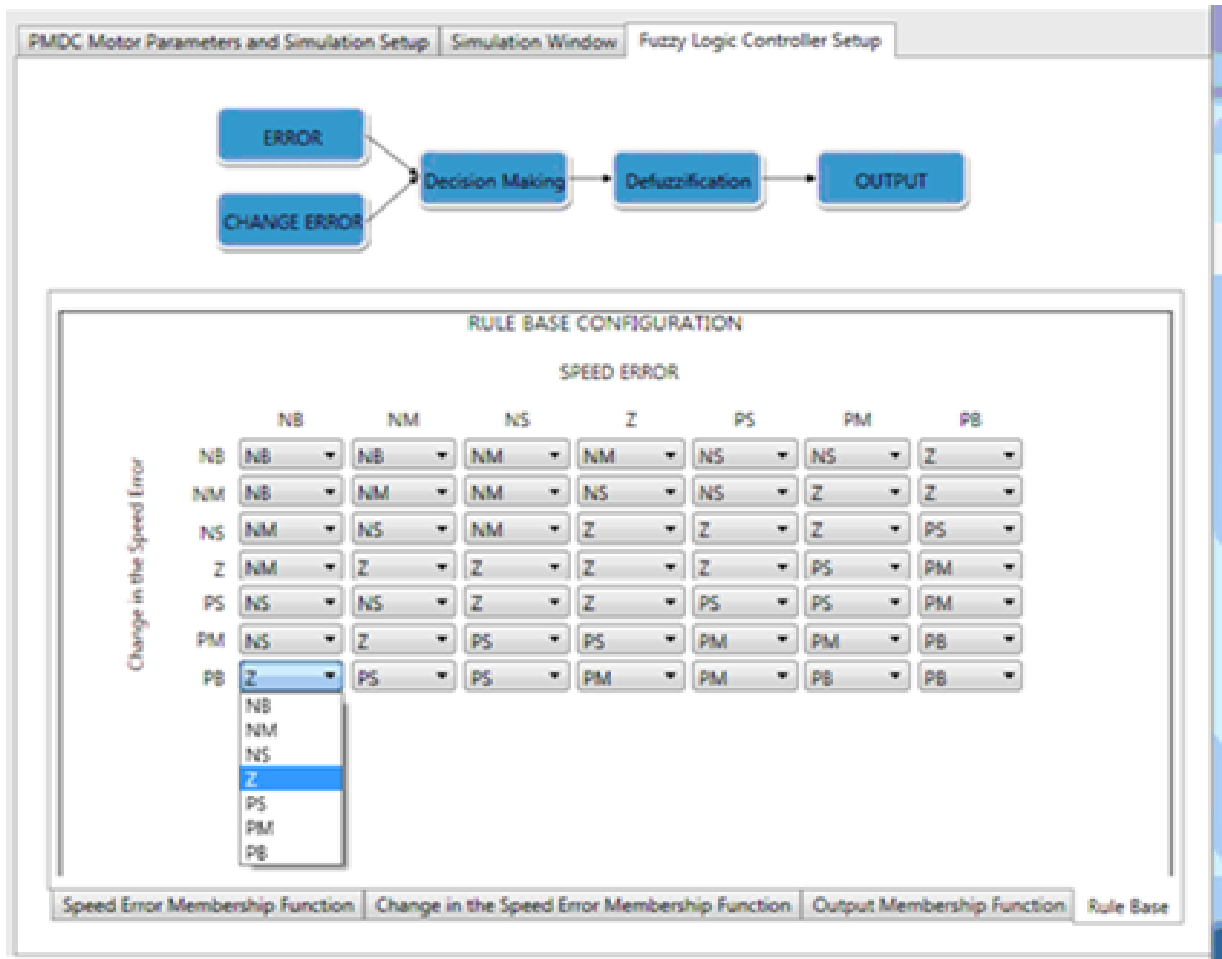 PMDC Motor Parameters and Simulation Setup Simulation Window Fuzzy Logic Controller Setup
ERROR
CHANGE ERROR
Decision Making
Defuzzification
OUTPUT
RULE BASE CONFIGURATION
SPEED ERROR
NB NM NS Z PS PM PB
Change in the Speed Error
NB NB NB NM NM NS NS Z
NM NB NM NM NS NS Z Z
NS NM NS NM Z Z Z PS
Z NM Z Z Z Z PS PM
PS NS NS Z Z PS PS PM
PM NS Z PS PS PM PM PB
PB Z PS PS PM PM PB PB
NB
NM
NS
Z
PS
PM
PB
Speed Error Membership Function Change in the Speed Error Membership Function Output Membership Function Rule Base